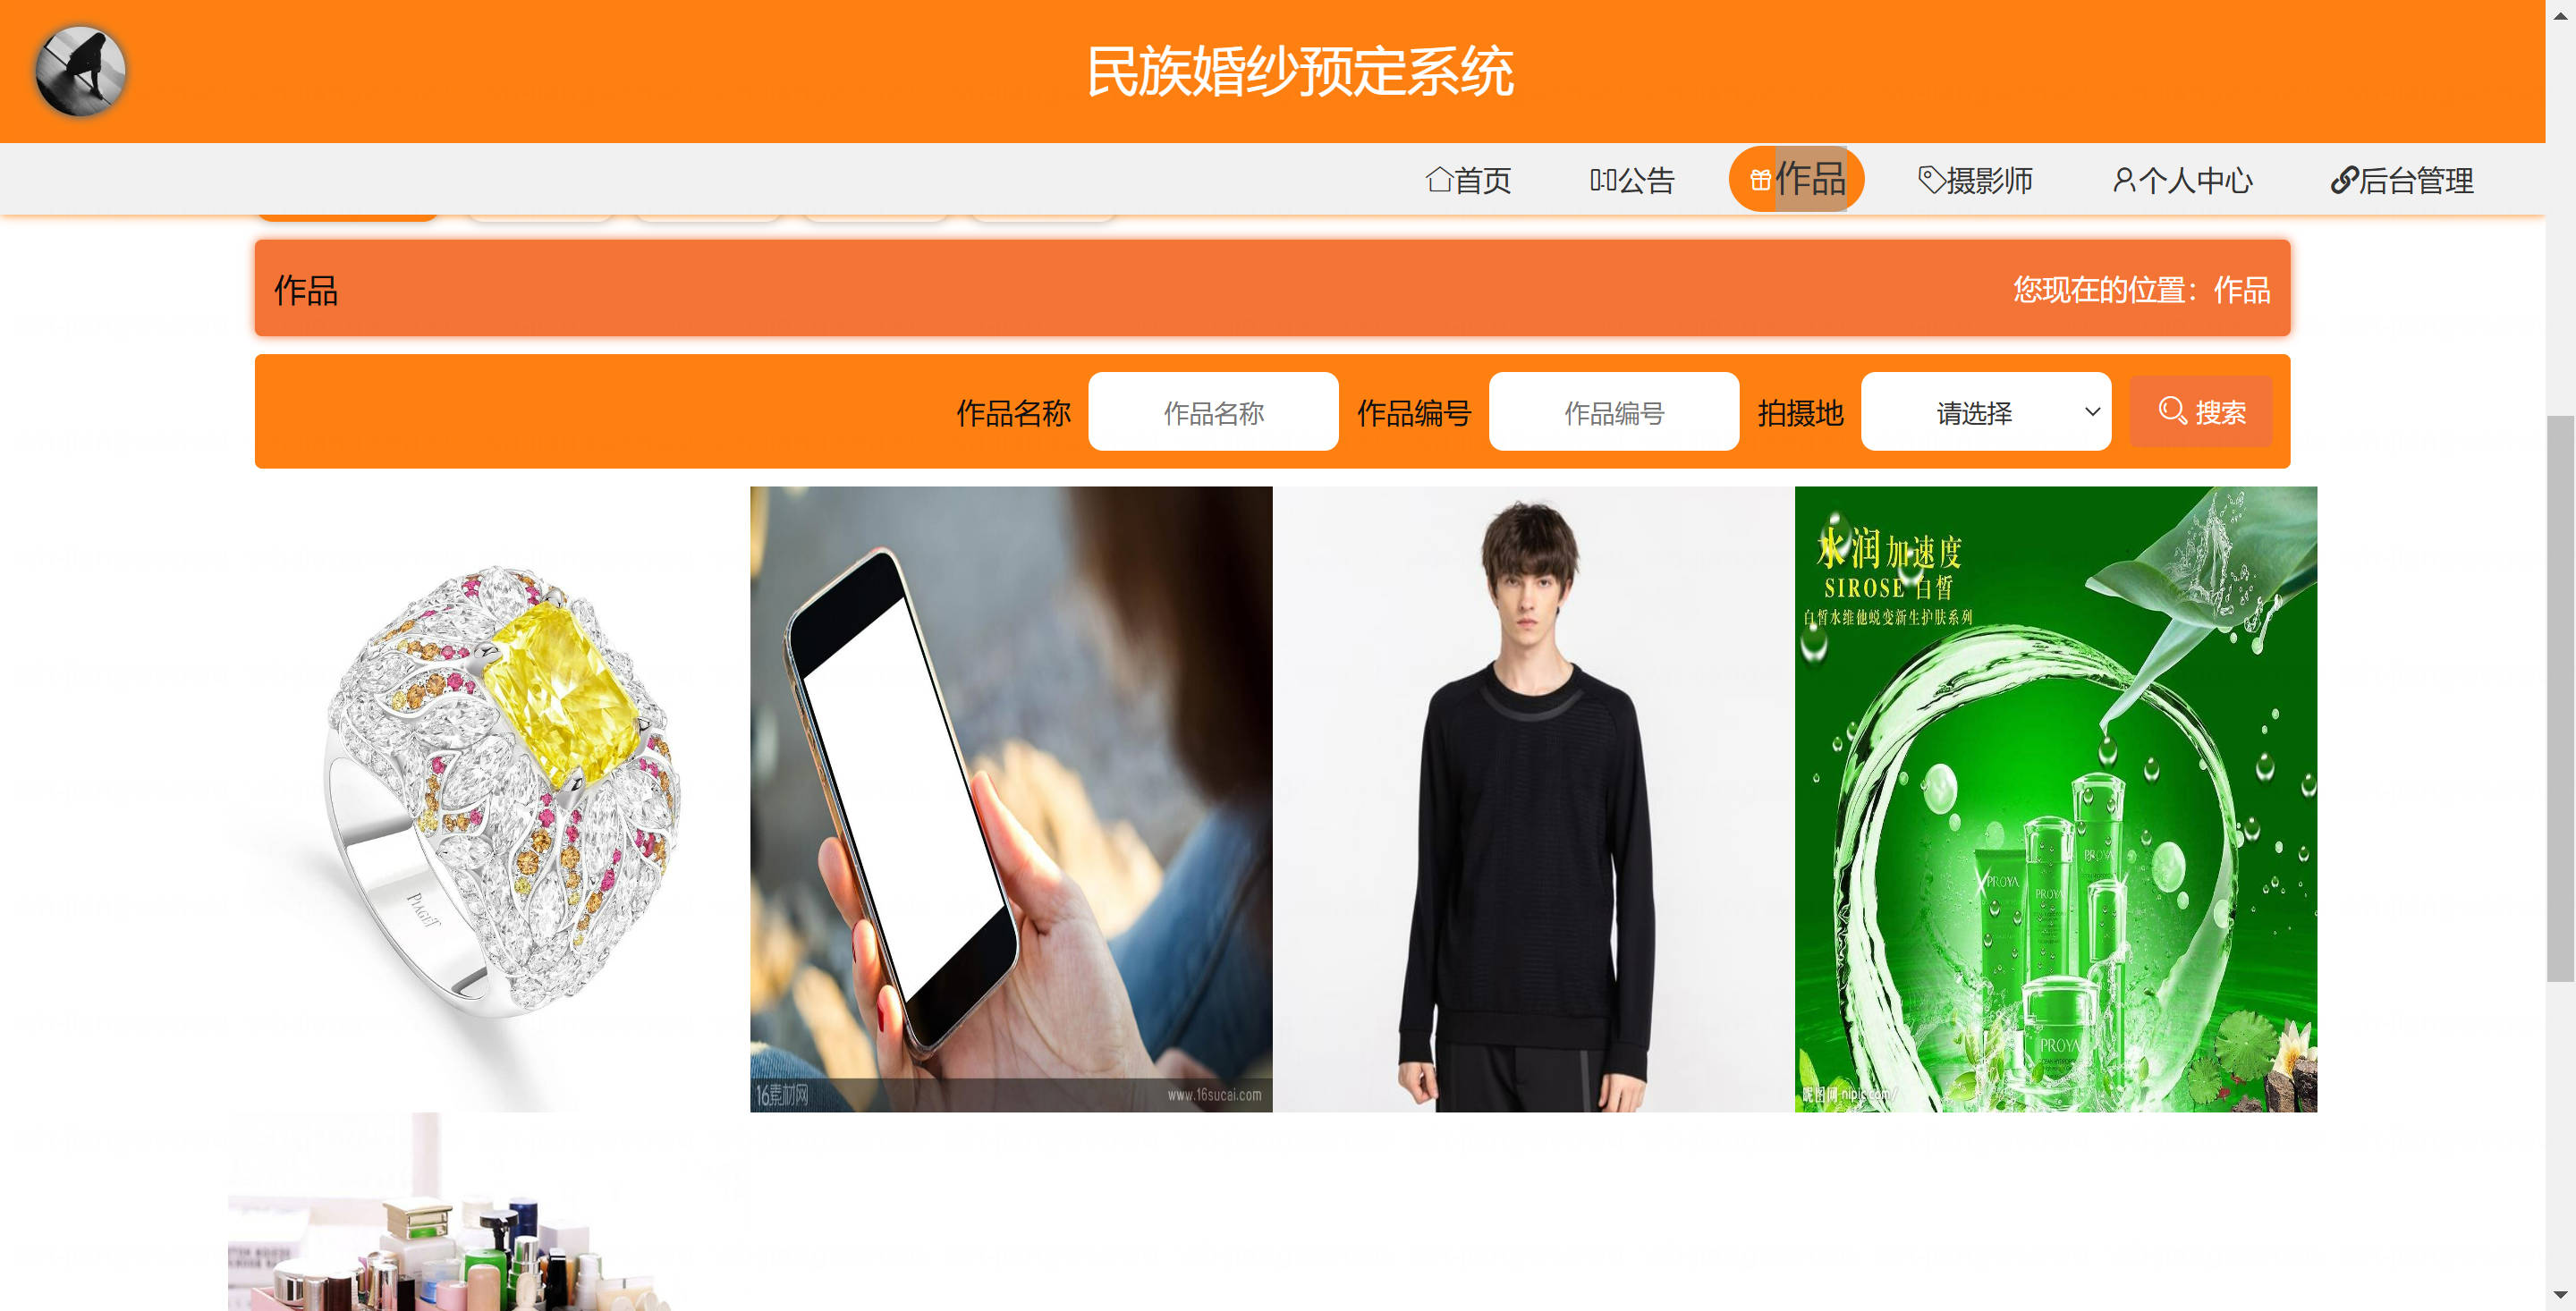 民族婚纱预定系统
首页 公告 作品 摄影师 个人中心 后台管理
作品 您现在的位置：作品
作品名称 作品名称 作品编号 作品编号 拍摄地 请选择 搜索
水润加速度
SIROSE 白皙
白皙水维他蜕变新生护肤系列
PIAGET
PROYA
PROYA
PROYA
PROYA
16素材网 www.16sucai.com
昵图网 nipic.com/